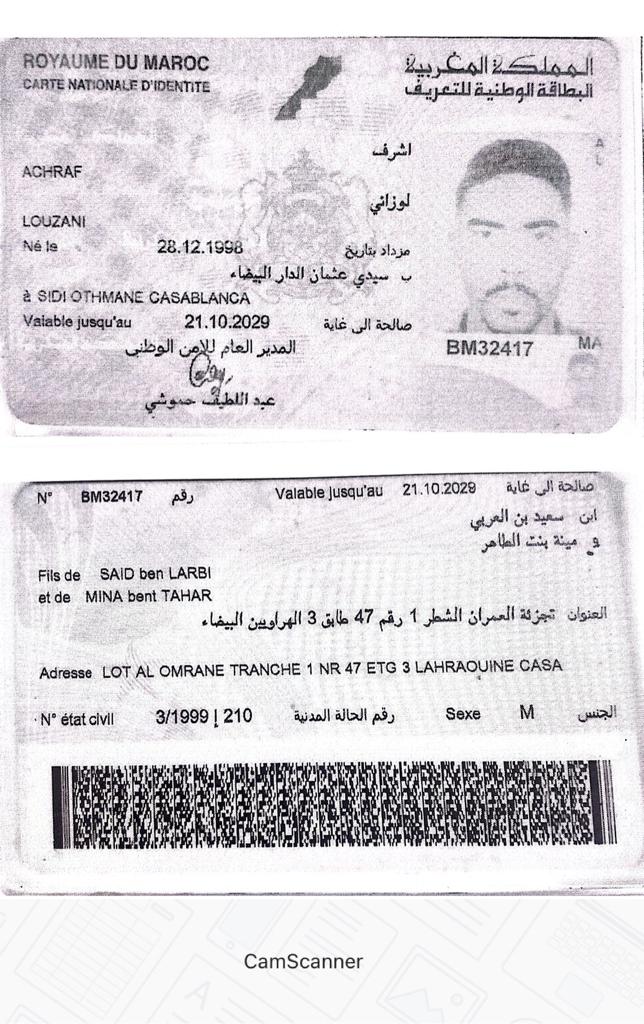 ROYAUME DU MAROC
المملكة المغربية
CARTE NATIONALE D'IDENTITE
البطاقة الوطنية للتعريف
اشرف
ACHRAF
لوزاني
LOUZANI
Né le 28.12.1998 مزداد بتاريخ
ب سيدي عثمان الدار البيضاء
à SIDI OTHMANE CASABLANCA
Valable jusqu'au 21.10.2029 صالحة الى غاية
المدير العام للامن الوطني
عبد اللطيف حموشي
BM32417
MA
N° BM32417 رقم
Valable jusqu'au 21.10.2029 صالحة الى غاية
ابن سعيد بن العربي
و مينة بنت الطاهر
Fils de SAID ben LARBI
et de MINA bent TAHAR
العنوان تجزئة العمران الشطر 1 رقم 47 طابق 3 الهراويين البيضاء
Adresse LOT AL OMRANE TRANCHE 1 NR 47 ETG 3 LAHRAOUINE CASA
N° état civil 3/1999 | 210 رقم الحالة المدنية Sexe M الجنس
CamScanner